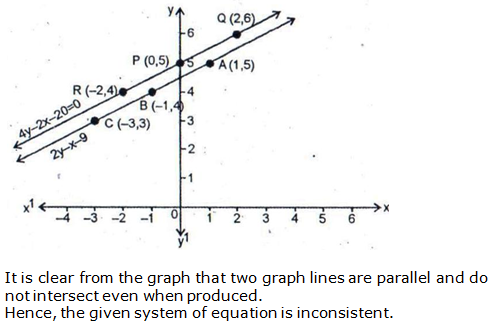 y
Q (2,6)
6
P (0,5)
5
A (1,5)
R (–2,4)
4
B (–1,4)
4y–2x–20=0
C (–3,3)
3
2y–x–9
2
1
x¹ –4 –3 –2 –1 0 1 2 3 4 5 6 x
y¹
It is clear from the graph that two graph lines are parallel and do
not intersect even when produced.
Hence, the given system of equation is inconsistent.